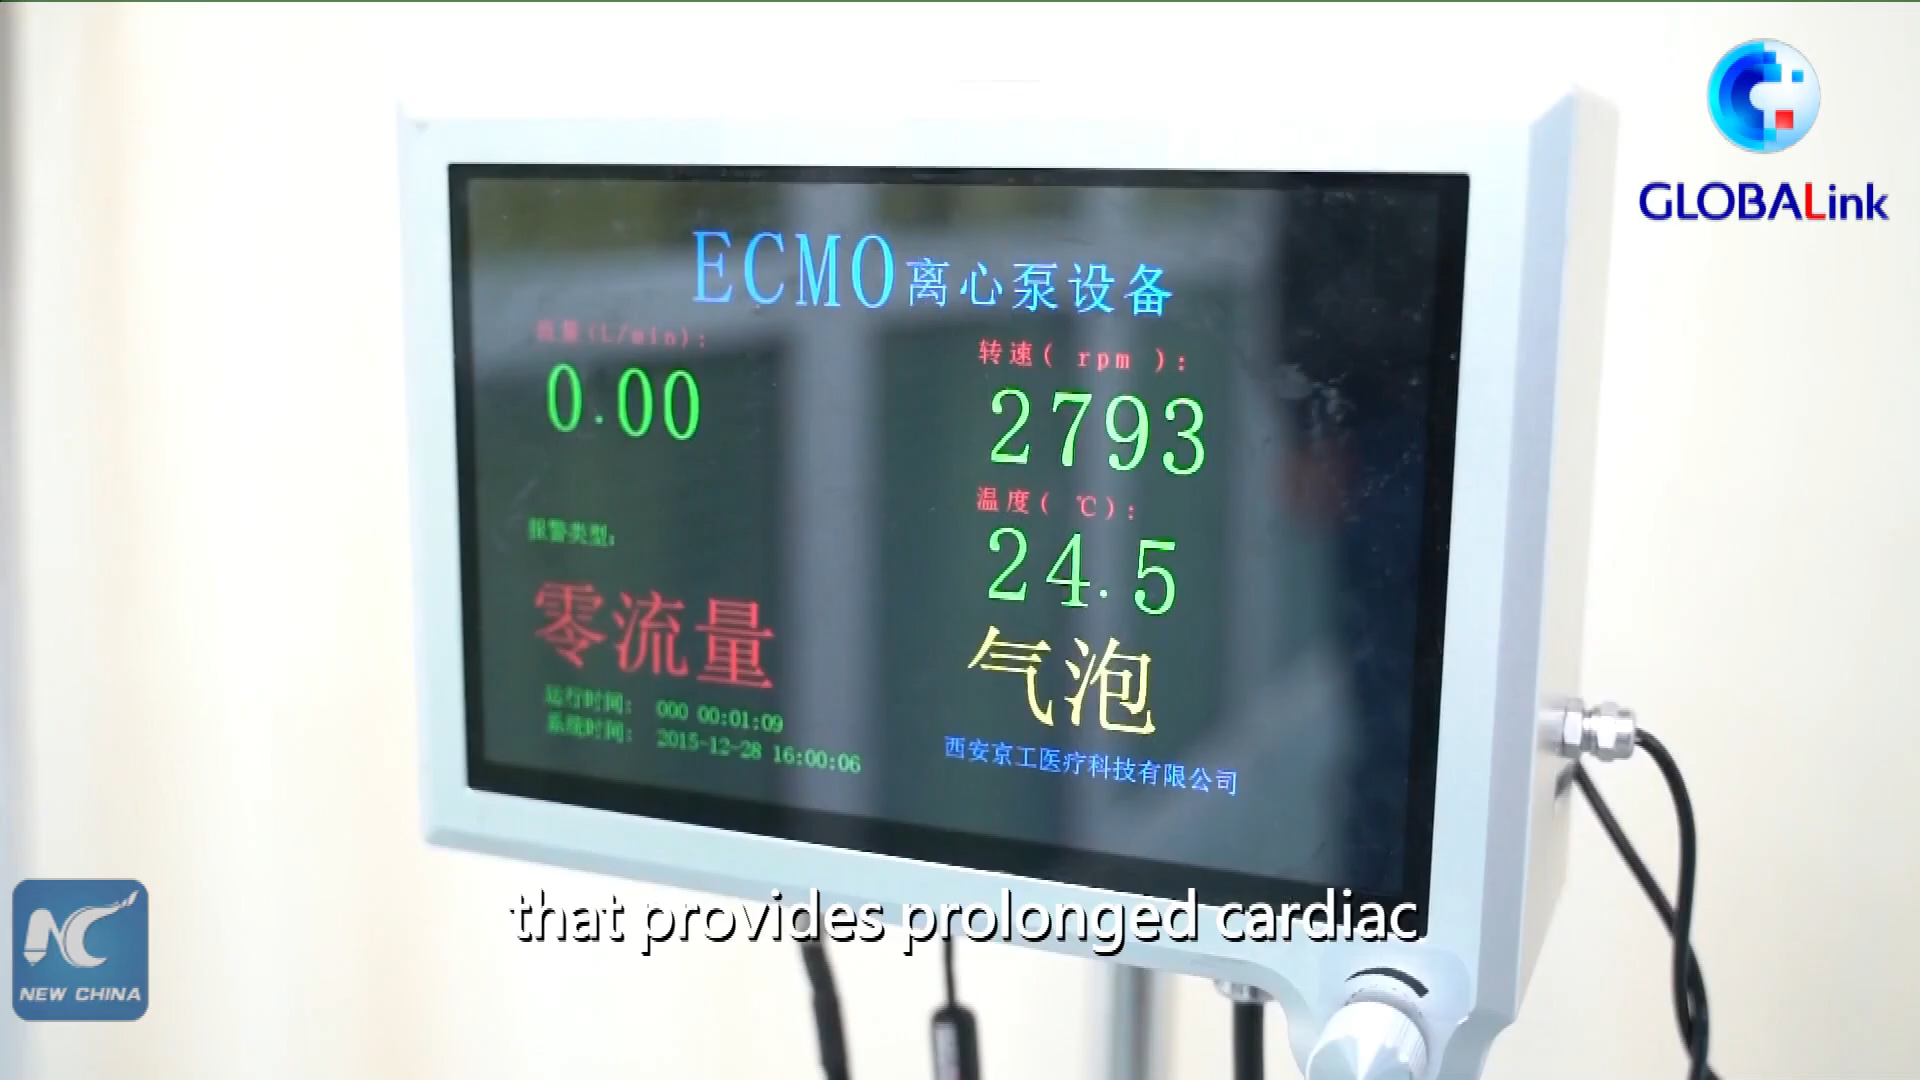 GLOBALink
ECMO离心泵设备
流量(L/min):
0.00
转速( rpm ):
2793
温度( ℃):
24.5
报警类型:
零流量
气泡
运行时间: 000 00:01:09
系统时间: 2015-12-28 16:00:06
西安京工医疗科技有限公司
that provides prolonged cardiac
NC
NEW CHINA